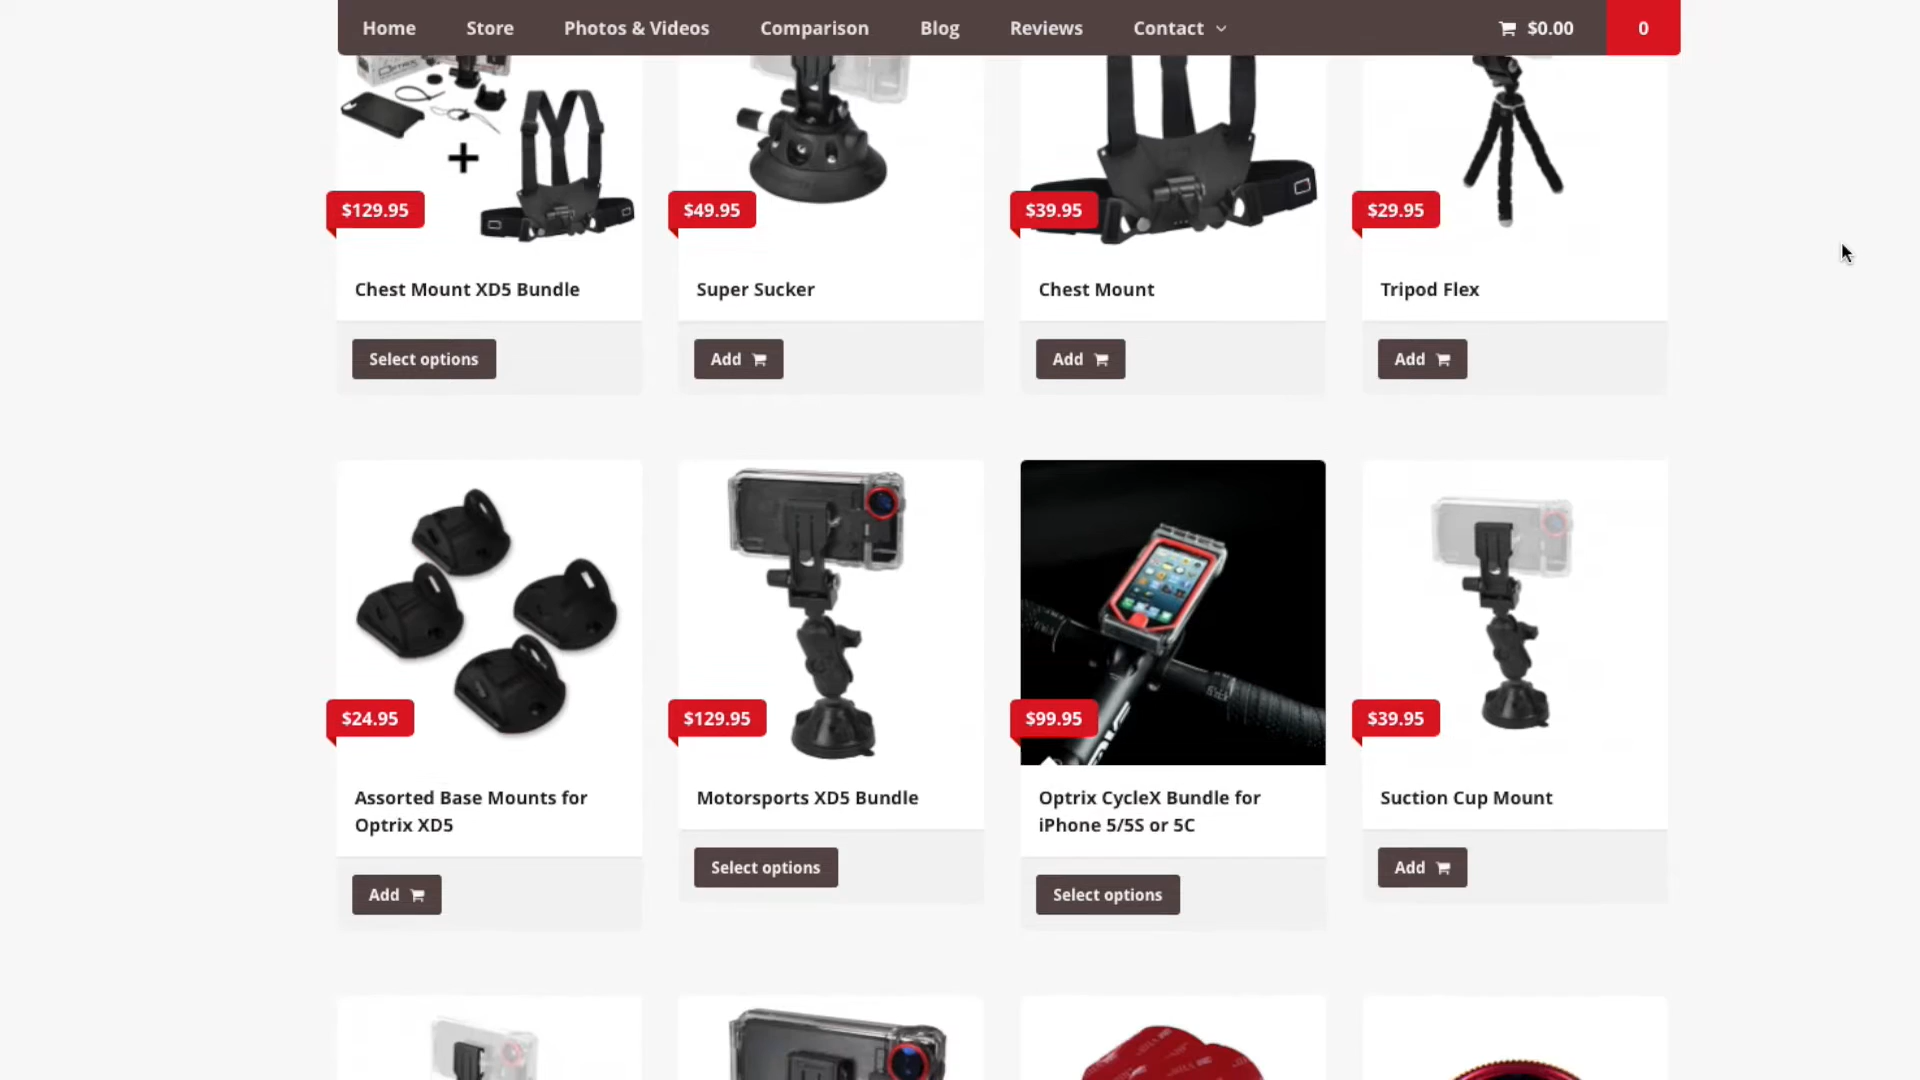 Home Store Photos & Videos Comparison Blog Reviews Contact $0.00 0
$129.95
$49.95
$39.95
$29.95
Chest Mount XD5 Bundle
Super Sucker
Chest Mount
Tripod Flex
Select options
Add
Add
Add
$24.95
$129.95
$99.95
$39.95
Assorted Base Mounts for
Optrix XD5
Motorsports XD5 Bundle
Optrix CycleX Bundle for
iPhone 5/5S or 5C
Suction Cup Mount
Add
Select options
Select options
Add